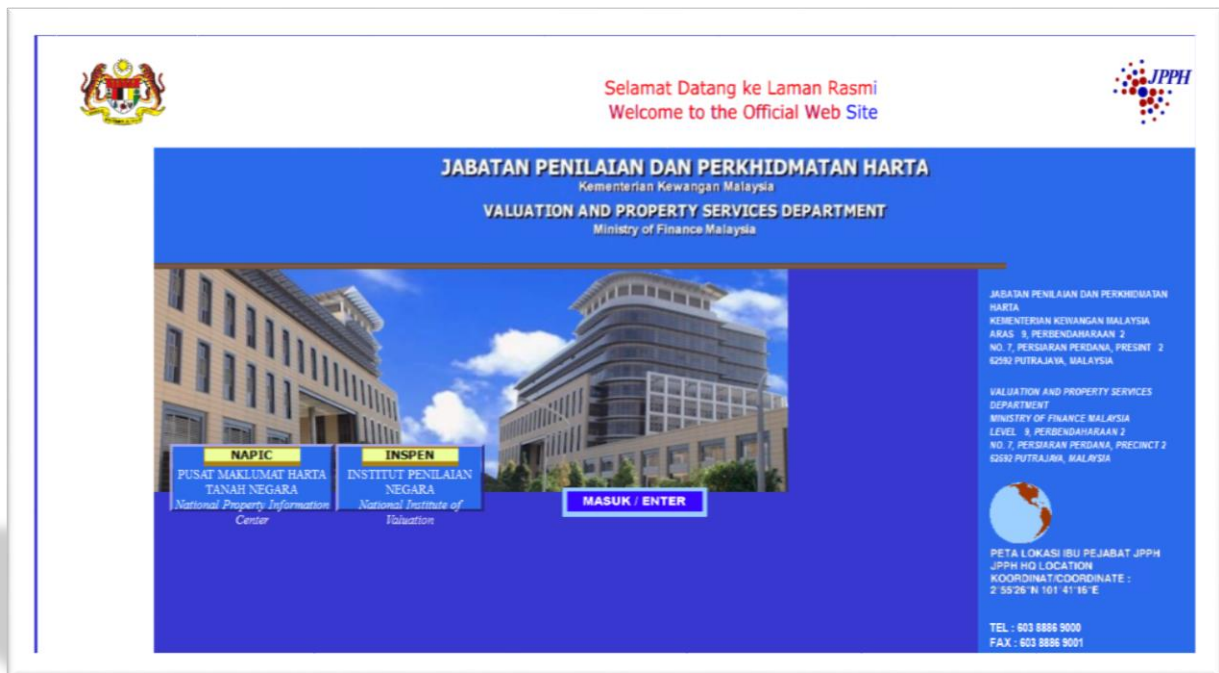 JPPH
Selamat Datang ke Laman Rasmi
Welcome to the Official Web Site
JABATAN PENILAIAN DAN PERKHIDMATAN HARTA
Kementerian Kewangan Malaysia
VALUATION AND PROPERTY SERVICES DEPARTMENT
Ministry of Finance Malaysia
NAPIC
PUSAT MAKLUMAT HARTA
TANAH NEGARA
National Property Information
Center
INSPEN
INSTITUT PENILAIAN
NEGARA
National Institute of
Valuation
MASUK / ENTER
JABATAN PENILAIAN DAN PERKHIDMATAN
HARTA
KEMENTERIAN KEWANGAN MALAYSIA
ARAS 9, PERBENDAHARAAN 2
NO. 7, PERSIARAN PERDANA, PRESINT 2
62592 PUTRAJAYA, MALAYSIA
VALUATION AND PROPERTY SERVICES
DEPARTMENT
MINISTRY OF FINANCE MALAYSIA
LEVEL 9, PERBENDAHARAAN 2
NO. 7, PERSIARAN PERDANA, PRECINCT 2
62592 PUTRAJAYA, MALAYSIA
PETA LOKASI IBU PEJABAT JPPH
JPPH HQ LOCATION
KOORDINAT/COORDINATE :
2°55'26"N 101°41'16"E
TEL : 603 8886 9000
FAX : 603 8886 9001